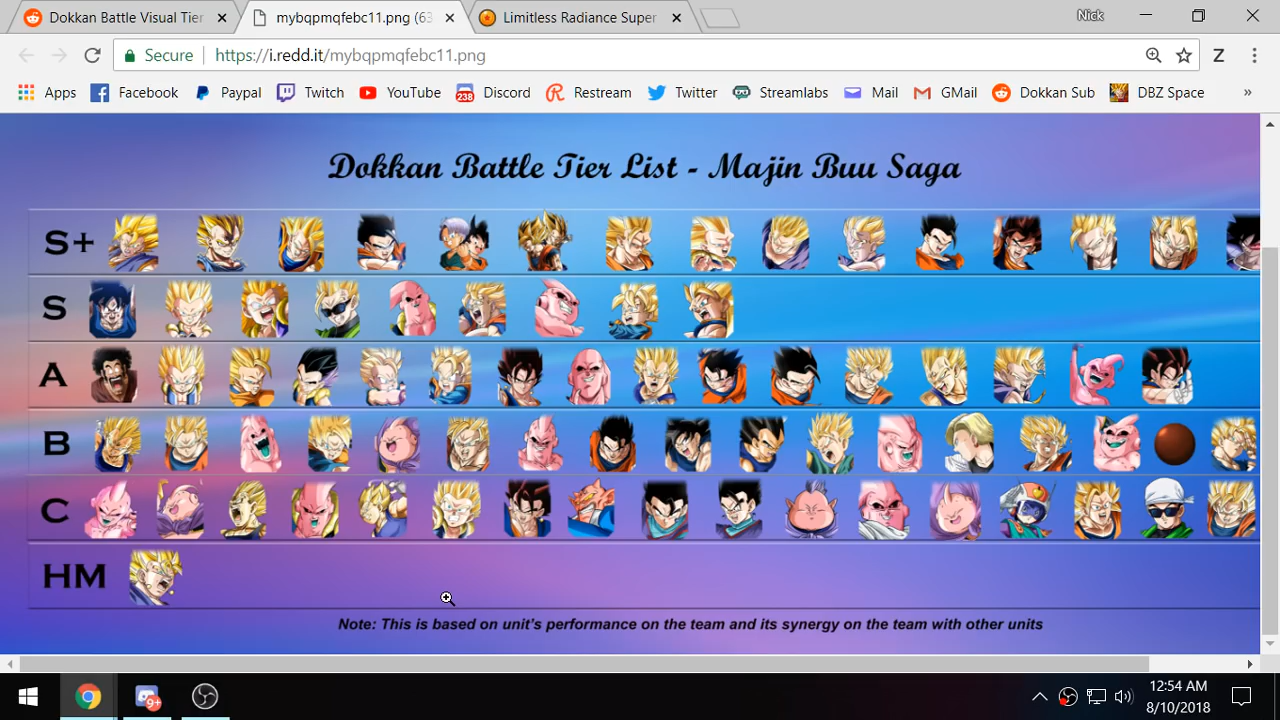 Dokkan Battle Visual Tier
mybqpmqfebc11.png (63
Limitless Radiance Super
Nick
Secure
https://i.redd.it/mybqpmqfebc11.png
Z
Apps
Facebook
Paypal
Twitch
YouTube
238
Discord
Restream
Twitter
Streamlabs
Mail
GMail
Dokkan Sub
DBZ Space
»
Dokkan Battle Tier List - Majin Buu Saga
S+
S
A
B
C
HM
Note: This is based on unit's performance on the team and its synergy on the team with other units
9+
12:54 AM
8/10/2018